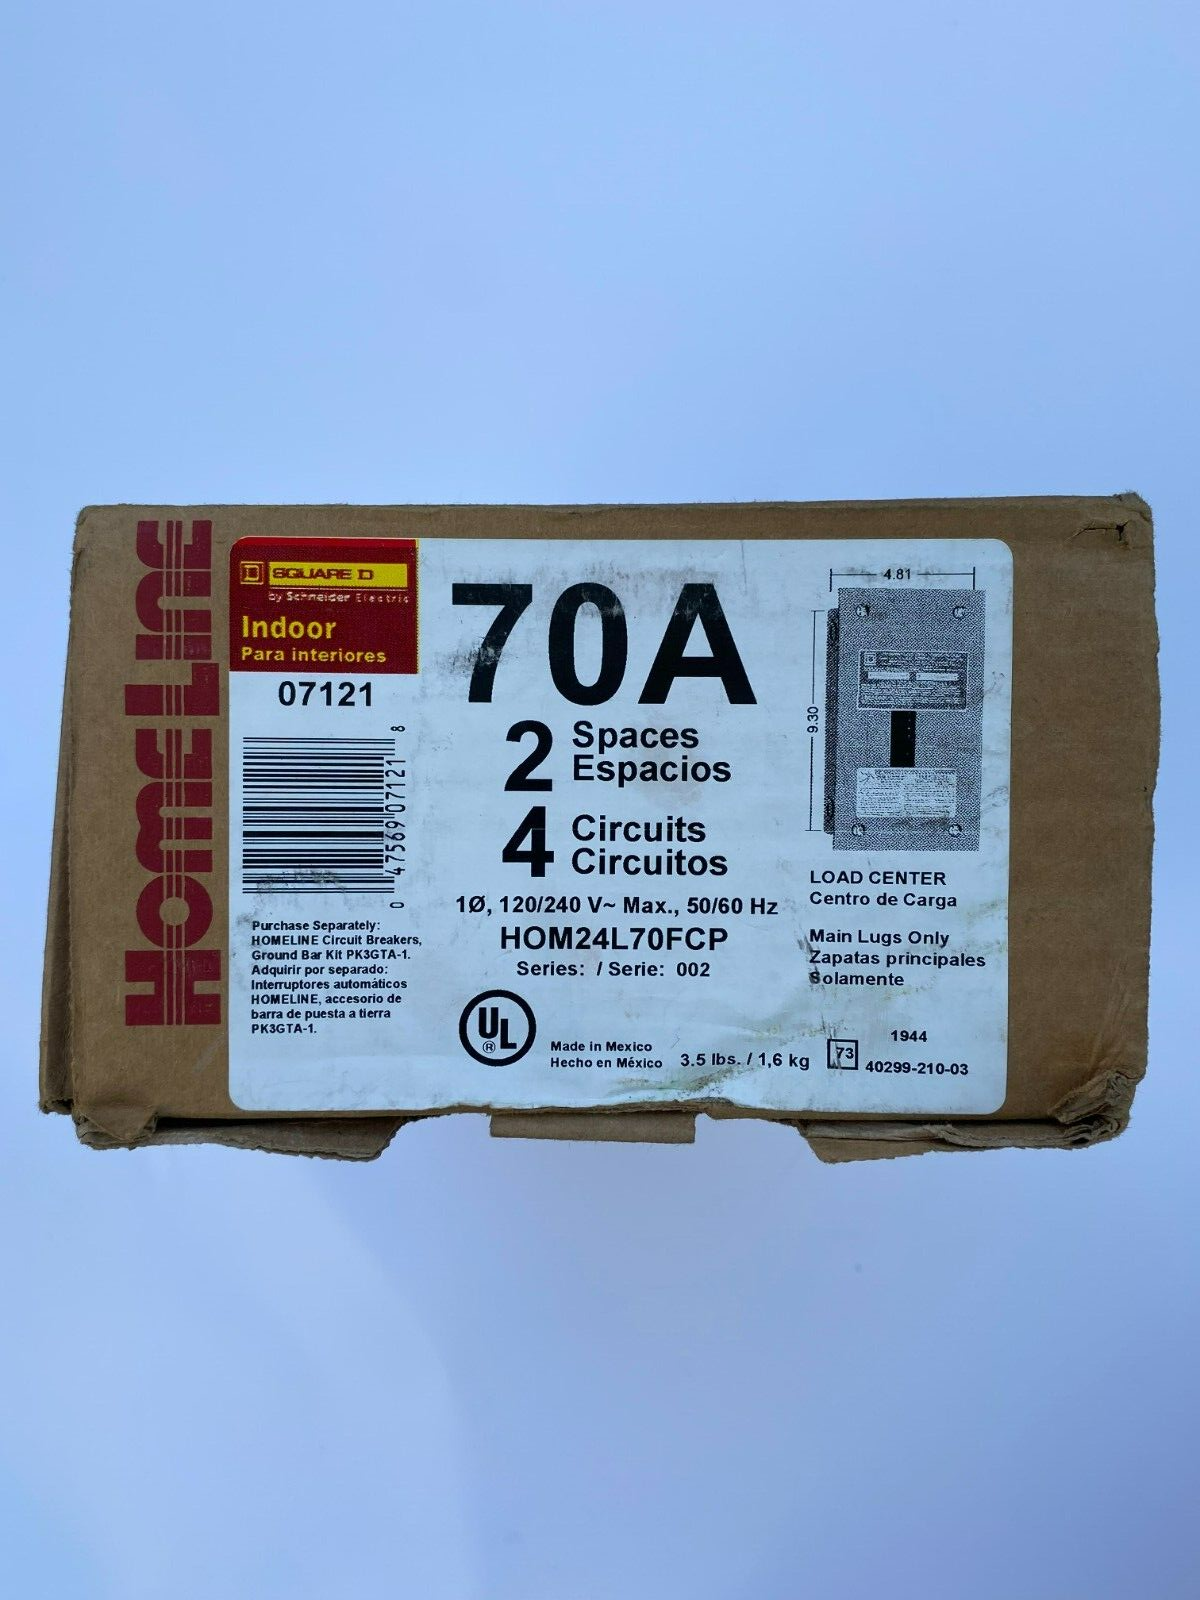 HOMELINE
SQUARE D
by Schneider Electric
Indoor
Para interiores
07121
0 47569 07121 8
Purchase Separately:
HOMELINE Circuit Breakers,
Ground Bar Kit PK3GTA-1.
Adquirir por separado:
Interruptores automáticos
HOMELINE, accesorio de
barra de puesta a tierra
PK3GTA-1.
70A
2 Spaces
Espacios
4 Circuits
Circuitos
1Ø, 120/240 V~ Max., 50/60 Hz
HOM24L70FCP
Series: / Serie: 002
UL
®
Made in Mexico
Hecho en México
3.5 lbs. / 1,6 kg
4.81
9.30
LOAD CENTER
Centro de Carga
Main Lugs Only
Zapatas principales
Solamente
1944
73
40299-210-03